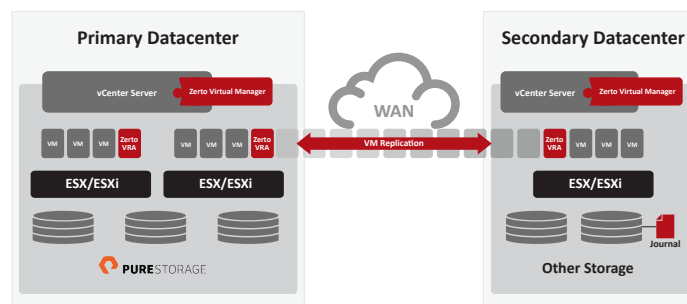 Primary Datacenter
Secondary Datacenter
vCenter Server
Zerto Virtual Manager
WAN
vCenter Server
Zerto Virtual Manager
VM
VM
VM
Zerto
VRA
VM
VM
VM
Zerto
VRA
VM Replication
Zerto
VRA
VM
VM
VM
ESX/ESXi
ESX/ESXi
ESX/ESXi
Journal
PURESTORAGE
Other Storage